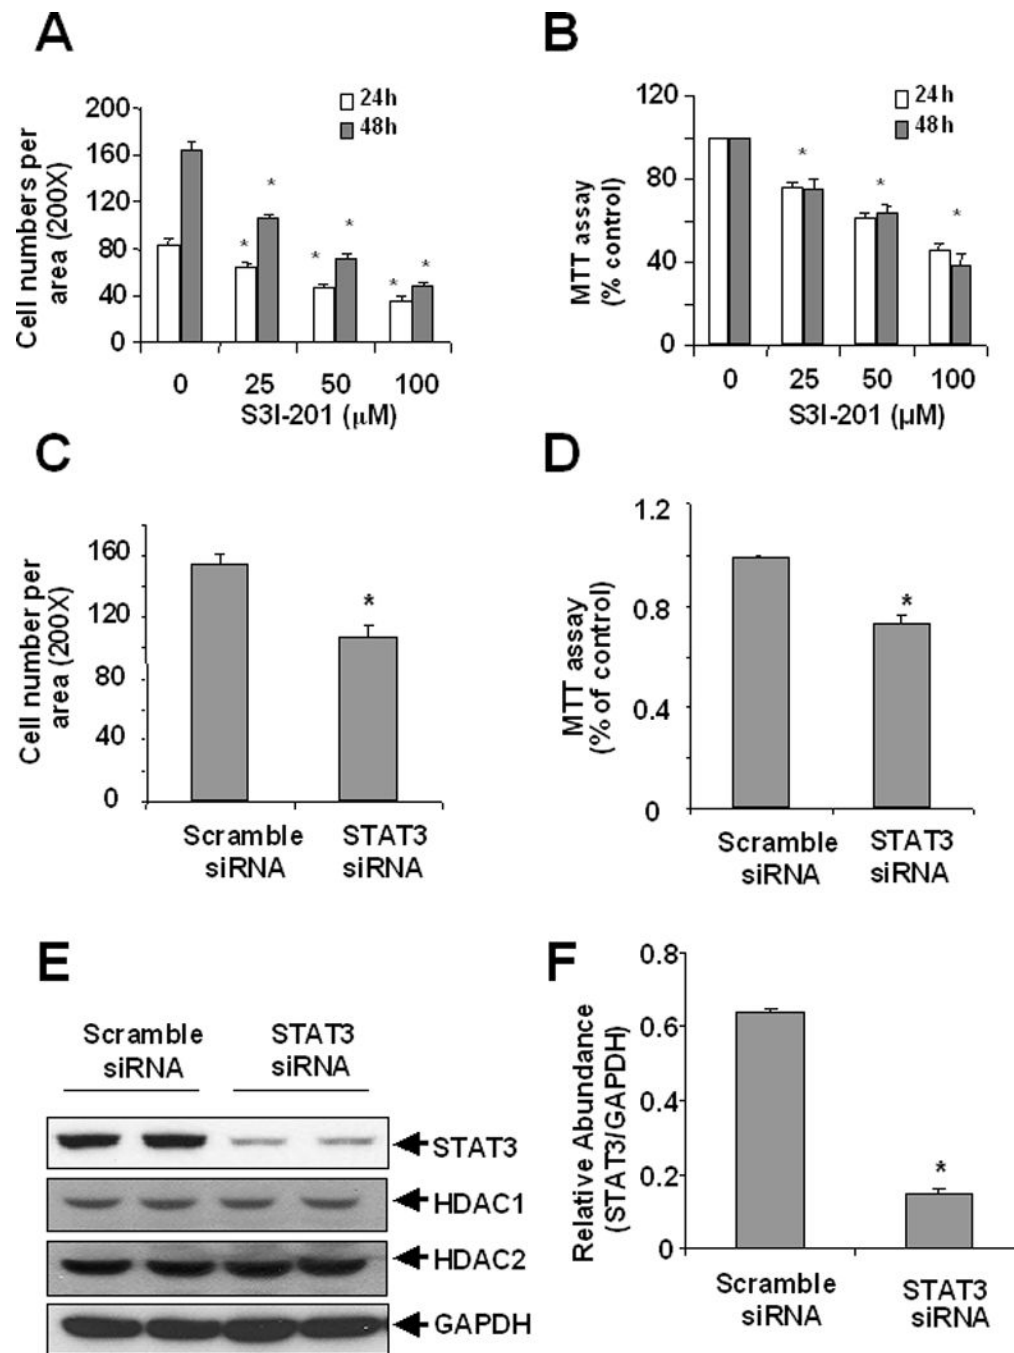 A
Cell numbers per
area (200X)
200
160
120
80
40
0
24h
48h
*
*
*
*
*
*
0 25 50 100
S3I-201 (µM)
B
MTT assay
(% control)
120
80
40
0
24h
48h
*
*
*
0 25 50 100
S3I-201 (µM)
C
Cell number per
area (200X)
160
120
80
40
0
*
Scramble
siRNA
STAT3
siRNA
D
MTT assay
(% of control)
1.2
0.8
0.4
0
*
Scramble
siRNA
STAT3
siRNA
E
Scramble
siRNA
STAT3
siRNA
STAT3
HDAC1
HDAC2
GAPDH
F
Relative Abundance
(STAT3/GAPDH)
0.8
0.6
0.4
0.2
0
*
Scramble
siRNA
STAT3
siRNA